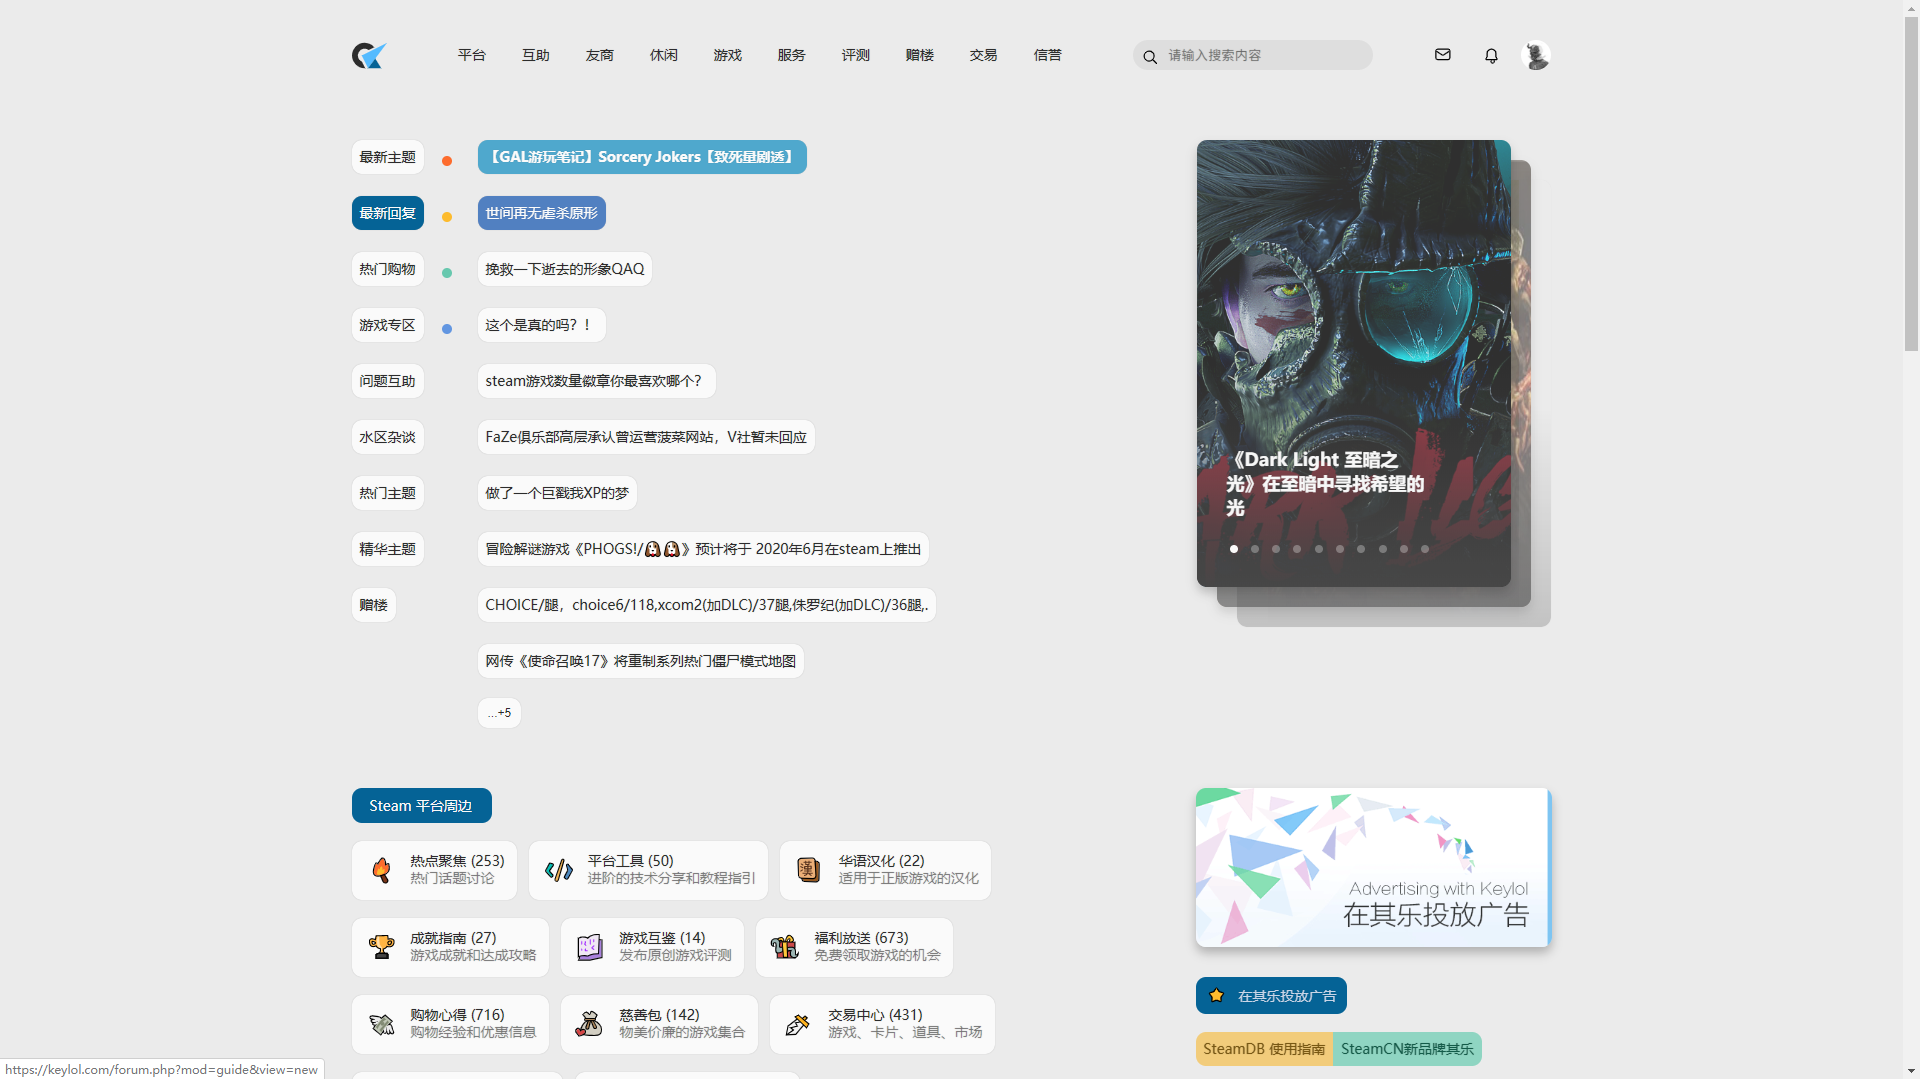 平台 互助 友商 休闲 游戏 服务 评测 赠楼 交易 信誉 请输入搜索内容
最新主题
最新回复
热门购物
游戏专区
问题互助
水区杂谈
热门主题
精华主题
赠楼
【GAL游玩笔记】Sorcery Jokers【致死量剧透】
世间再无虐杀原形
挽救一下逝去的形象QAQ
这个是真的吗？！
steam游戏数量徽章你最喜欢哪个？
FaZe俱乐部高层承认曾运营菠菜网站，V社暂未回应
做了一个巨戳我XP的梦
冒险解谜游戏《PHOGS!/🐶🐶》预计将于 2020年6月在steam上推出
CHOICE/腿，choice6/118,xcom2(加DLC)/37腿,侏罗纪(加DLC)/36腿,.
网传《使命召唤17》将重制系列热门僵尸模式地图
...+5
《Dark Light 至暗之
光》在至暗中寻找希望的
光
Steam 平台周边
热点聚焦 (253)
热门话题讨论
平台工具 (50)
进阶的技术分享和教程指引
华语汉化 (22)
适用于正版游戏的汉化
成就指南 (27)
游戏成就和达成攻略
游戏互鉴 (14)
发布原创游戏评测
福利放送 (673)
免费领取游戏的机会
购物心得 (716)
购物经验和优惠信息
慈善包 (142)
物美价廉的游戏集合
交易中心 (431)
游戏、卡片、道具、市场
漢
Advertising with Keylol
在其乐投放广告
在其乐投放广告
SteamDB 使用指南 SteamCN新品牌其乐
https://keylol.com/forum.php?mod=guide&view=new